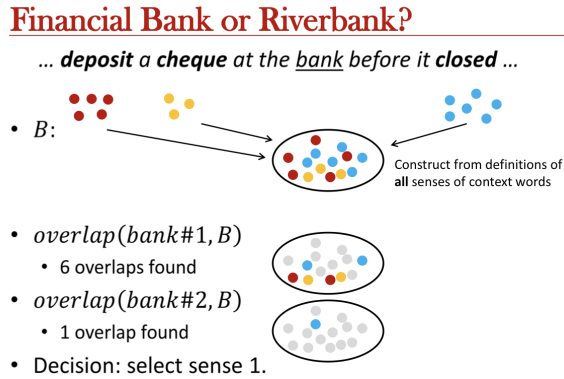 Financial Bank or Riverbank?
... deposit a cheque at the bank before it closed ...
• B:
Construct from definitions of
all senses of context words
• overlap(bank#1, B)
• 6 overlaps found
• overlap(bank#2, B)
• 1 overlap found
• Decision: select sense 1.